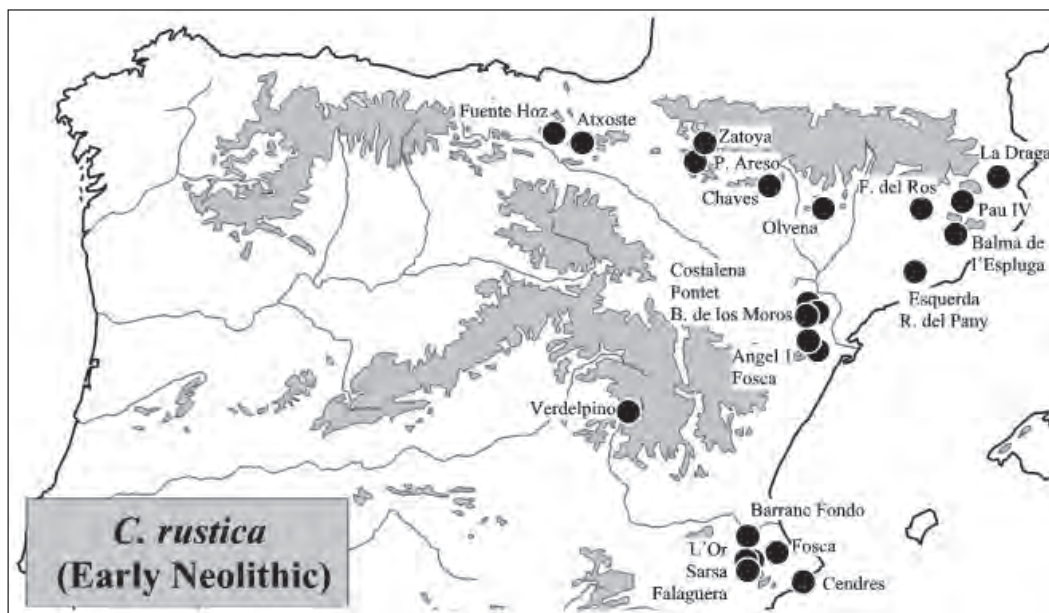 Fuente Hoz
Atxoste
Zatoya
P. Areso
Chaves
Olvena
F. del Ros
La Draga
Pau IV
Balma de
l'Espluga
Esquerda
R. del Pany
Costalena
Pontet
B. de los Moros
Angel 1
Fosca
Verdelpino
Barranc Fondo
L'Or
Sarsa
Falaguera
Fosca
Cendres
C. rustica
(Early Neolithic)